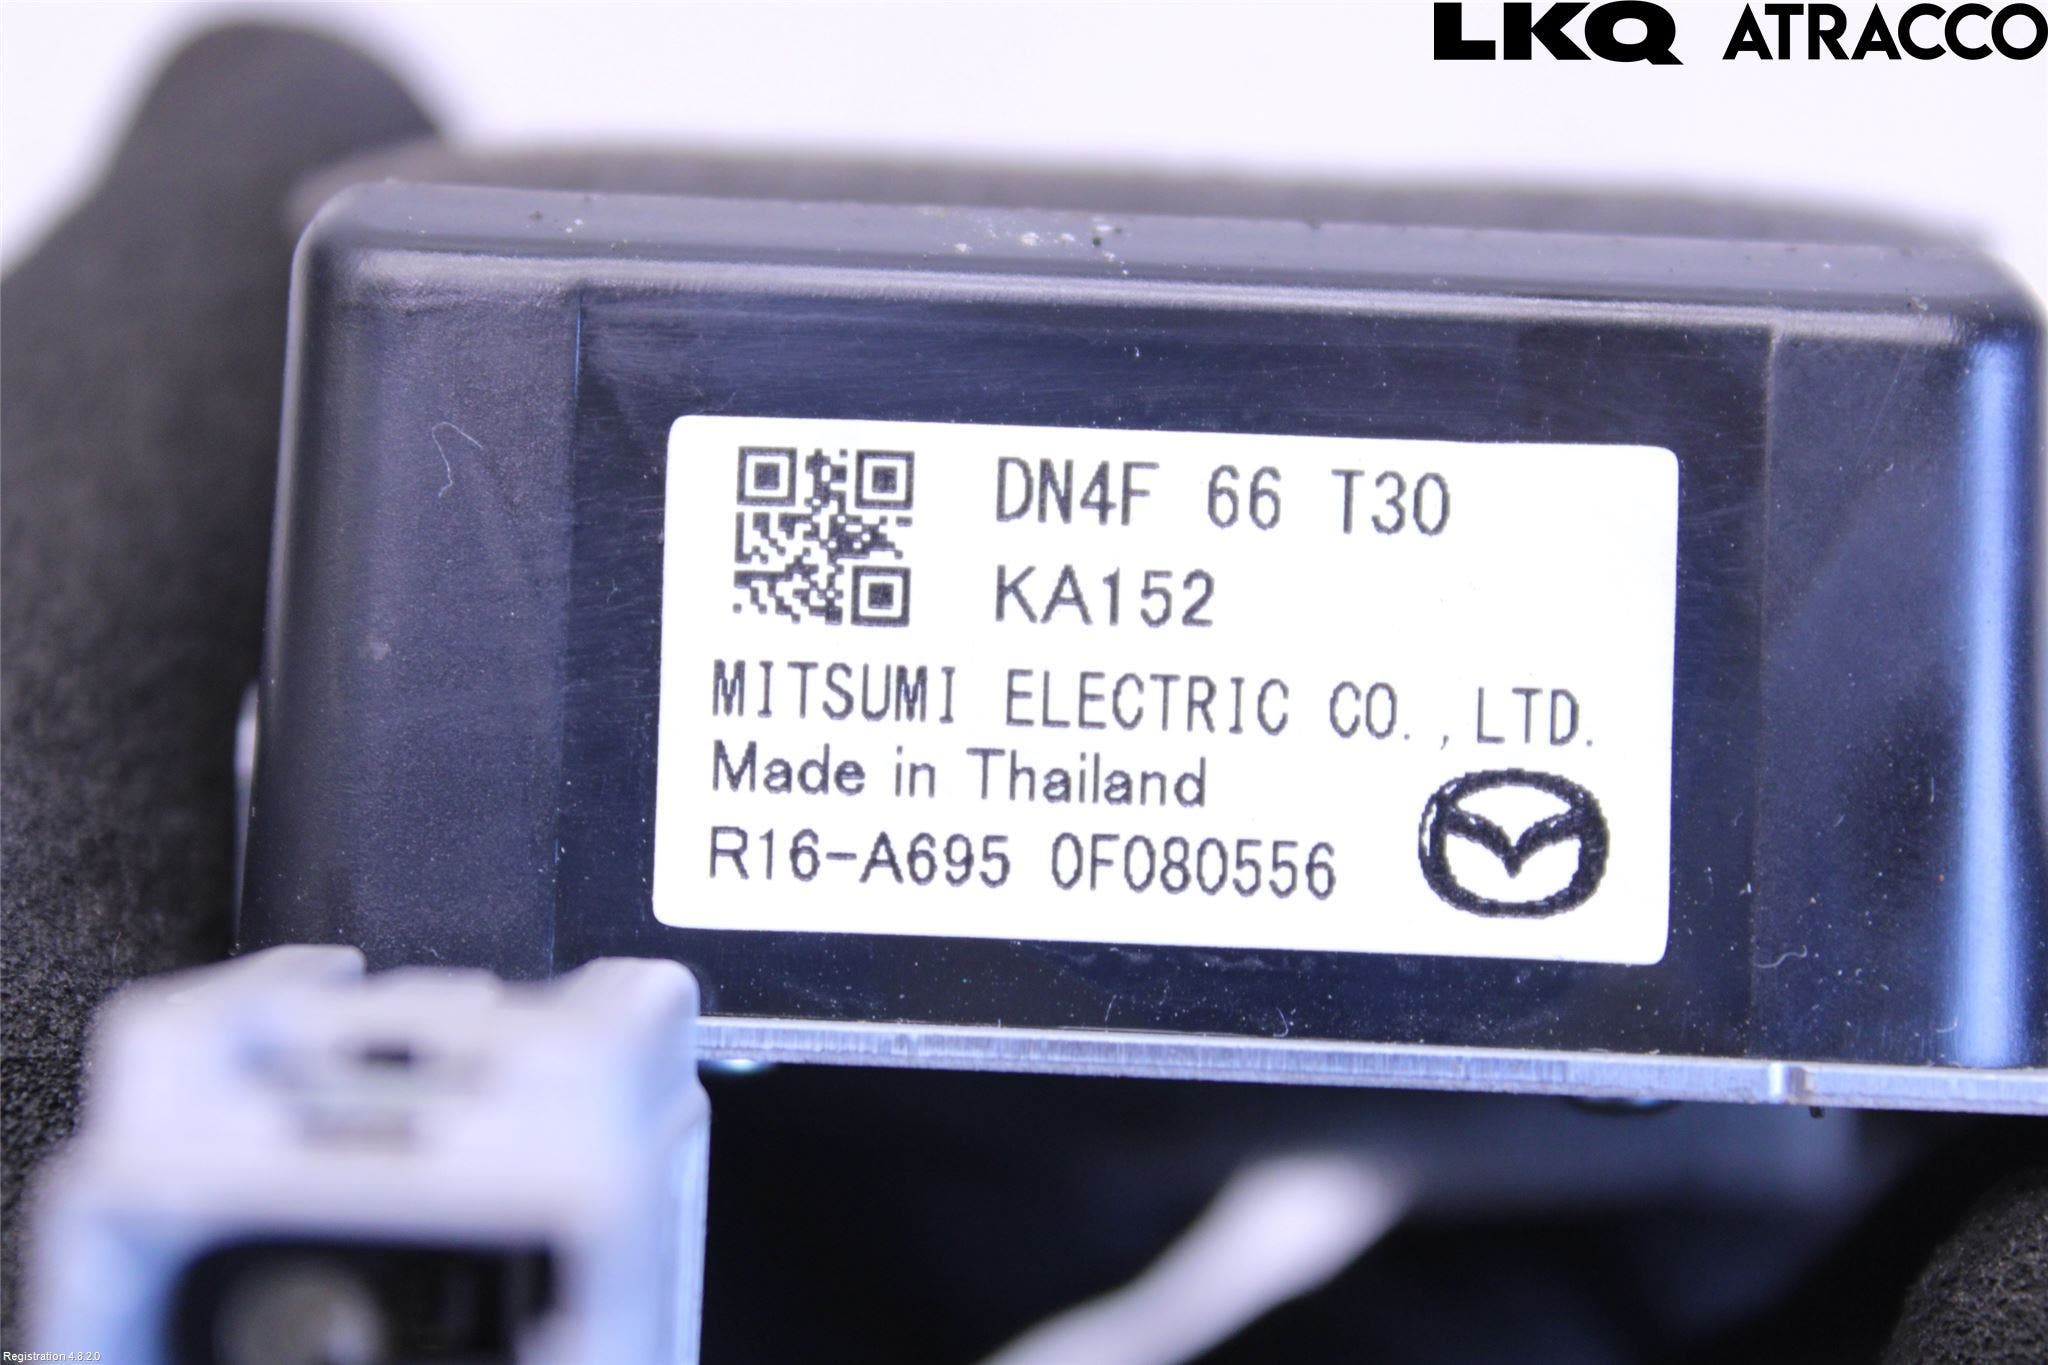 LKQ ATRACCO
DN4F 66 T30
KA152
MITSUMI ELECTRIC CO.,LTD.
Made in Thailand
R16-A695 0F080556
Registration 4.8.2.0